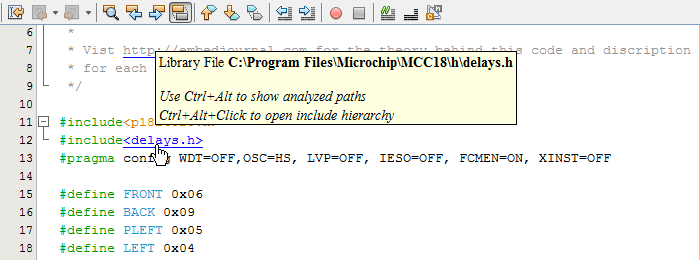 6 *
7 * Vist http://embedjournal.com for the theory behind this code and discription
8 * for each
Library File C:\Program Files\Microchip\MCC18\h\delays.h
Use Ctrl+Alt to show analyzed paths
Ctrl+Alt+Click to open include hierarchy
9 */
10
11 #include<p18
12 #include<delays.h>
13 #pragma config WDT=OFF,OSC=HS, LVP=OFF, IESO=OFF, FCMEN=ON, XINST=OFF
14
15 #define FRONT 0x06
16 #define BACK 0x09
17 #define PLEFT 0x05
18 #define LEFT 0x04